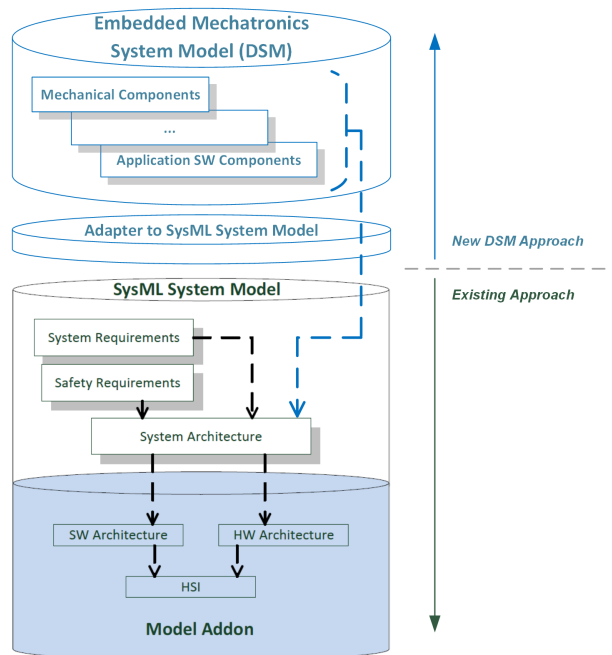 Embedded Mechatronics
System Model (DSM)
Mechanical Components
...
Application SW Components
Adapter to SysML System Model
New DSM Approach
SysML System Model
Existing Approach
System Requirements
Safety Requirements
System Architecture
SW Architecture
HW Architecture
HSI
Model Addon